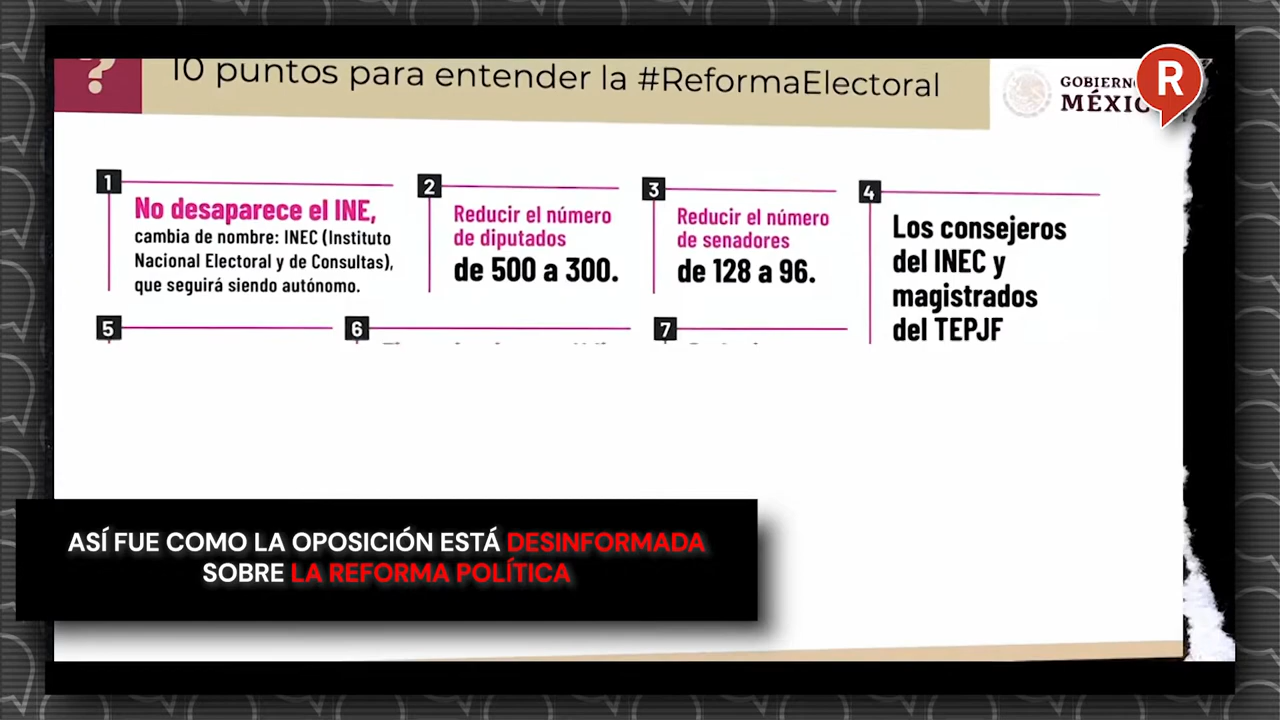 ?
10 puntos para entender la #ReformaElectoral
GOBIERN
MÉXIC
R
1
No desaparece el INE,
cambia de nombre: INEC (Instituto
Nacional Electoral y de Consultas),
que seguirá siendo autónomo.
2
Reducir el número
de diputados
de 500 a 300.
3
Reducir el número
de senadores
de 128 a 96.
4
Los consejeros
del INEC y
magistrados
del TEPJF
5
6
7
ASÍ FUE COMO LA OPOSICIÓN ESTÁ DESINFORMADA
SOBRE LA REFORMA POLÍTICA